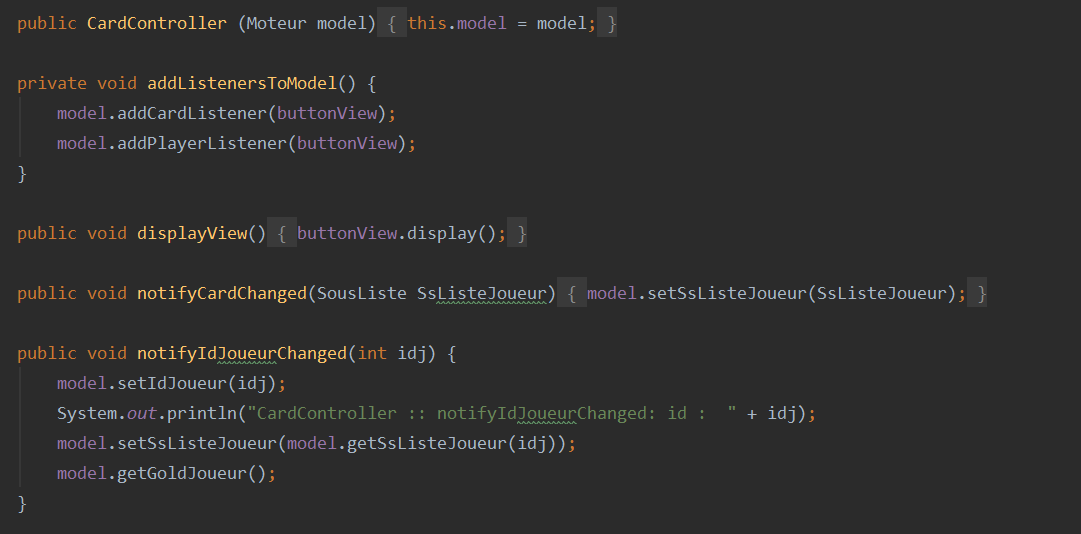 public CardController (Moteur model) { this.model = model; }
private void addListenersToModel() {
model.addCardListener(buttonView);
model.addPlayerListener(buttonView);
}
public void displayView() { buttonView.display(); }
public void notifyCardChanged(SousListe SsListeJoueur) { model.setSsListeJoueur(SsListeJoueur); }
public void notifyIdJoueurChanged(int idj) {
model.setIdJoueur(idj);
System.out.println("CardController :: notifyIdJoueurChanged: id :  " + idj);
model.setSsListeJoueur(model.getSsListeJoueur(idj));
model.getGoldJoueur();
}